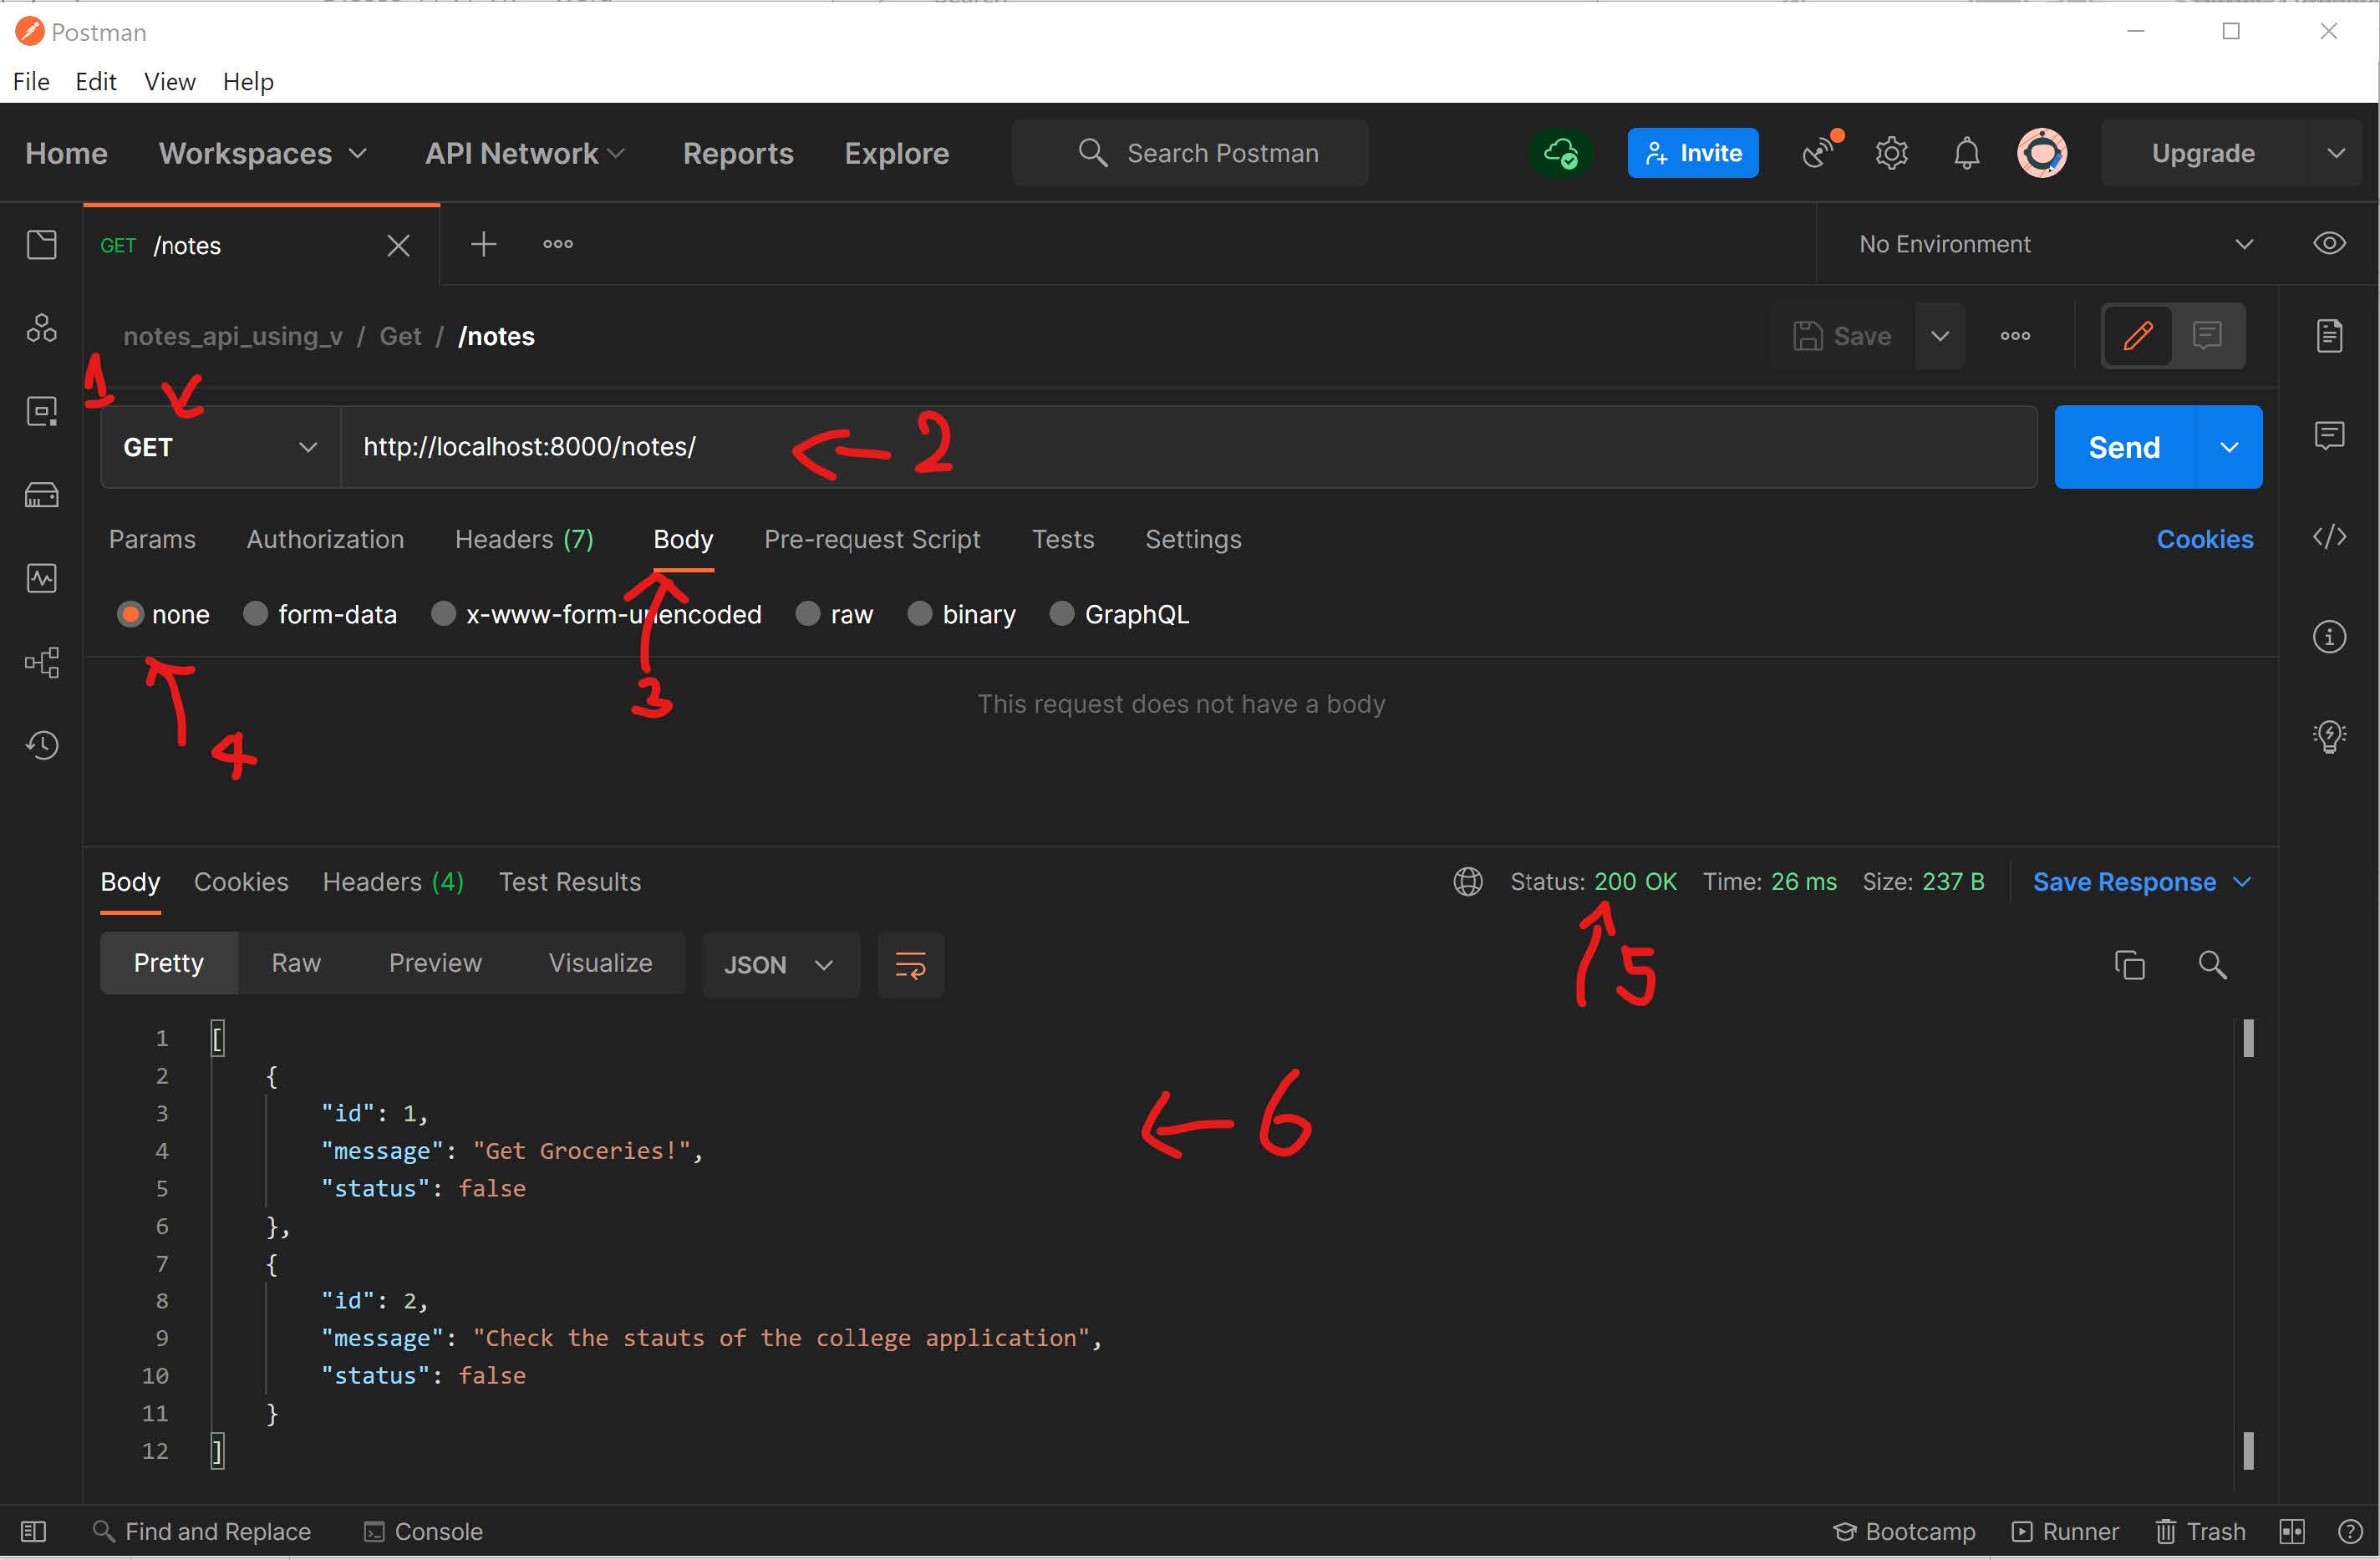 Postman
File Edit View Help
Home Workspaces API Network Reports Explore Search Postman Invite Upgrade
GET /notes No Environment
notes_api_using_v / Get / /notes Save
1
GET http://localhost:8000/notes/ 2 Send
Params Authorization Headers (7) Body Pre-request Script Tests Settings Cookies
none form-data x-www-form-urlencoded raw binary GraphQL
3
This request does not have a body
4
Body Cookies Headers (4) Test Results Status: 200 OK Time: 26 ms Size: 237 B Save Response
Pretty Raw Preview Visualize JSON 5
1 [
2 {
3 "id": 1,
6
4 "message": "Get Groceries!",
5 "status": false
6 },
7 {
8 "id": 2,
9 "message": "Check the stauts of the college application",
10 "status": false
11 }
12 ]
Find and Replace Console Bootcamp Runner Trash